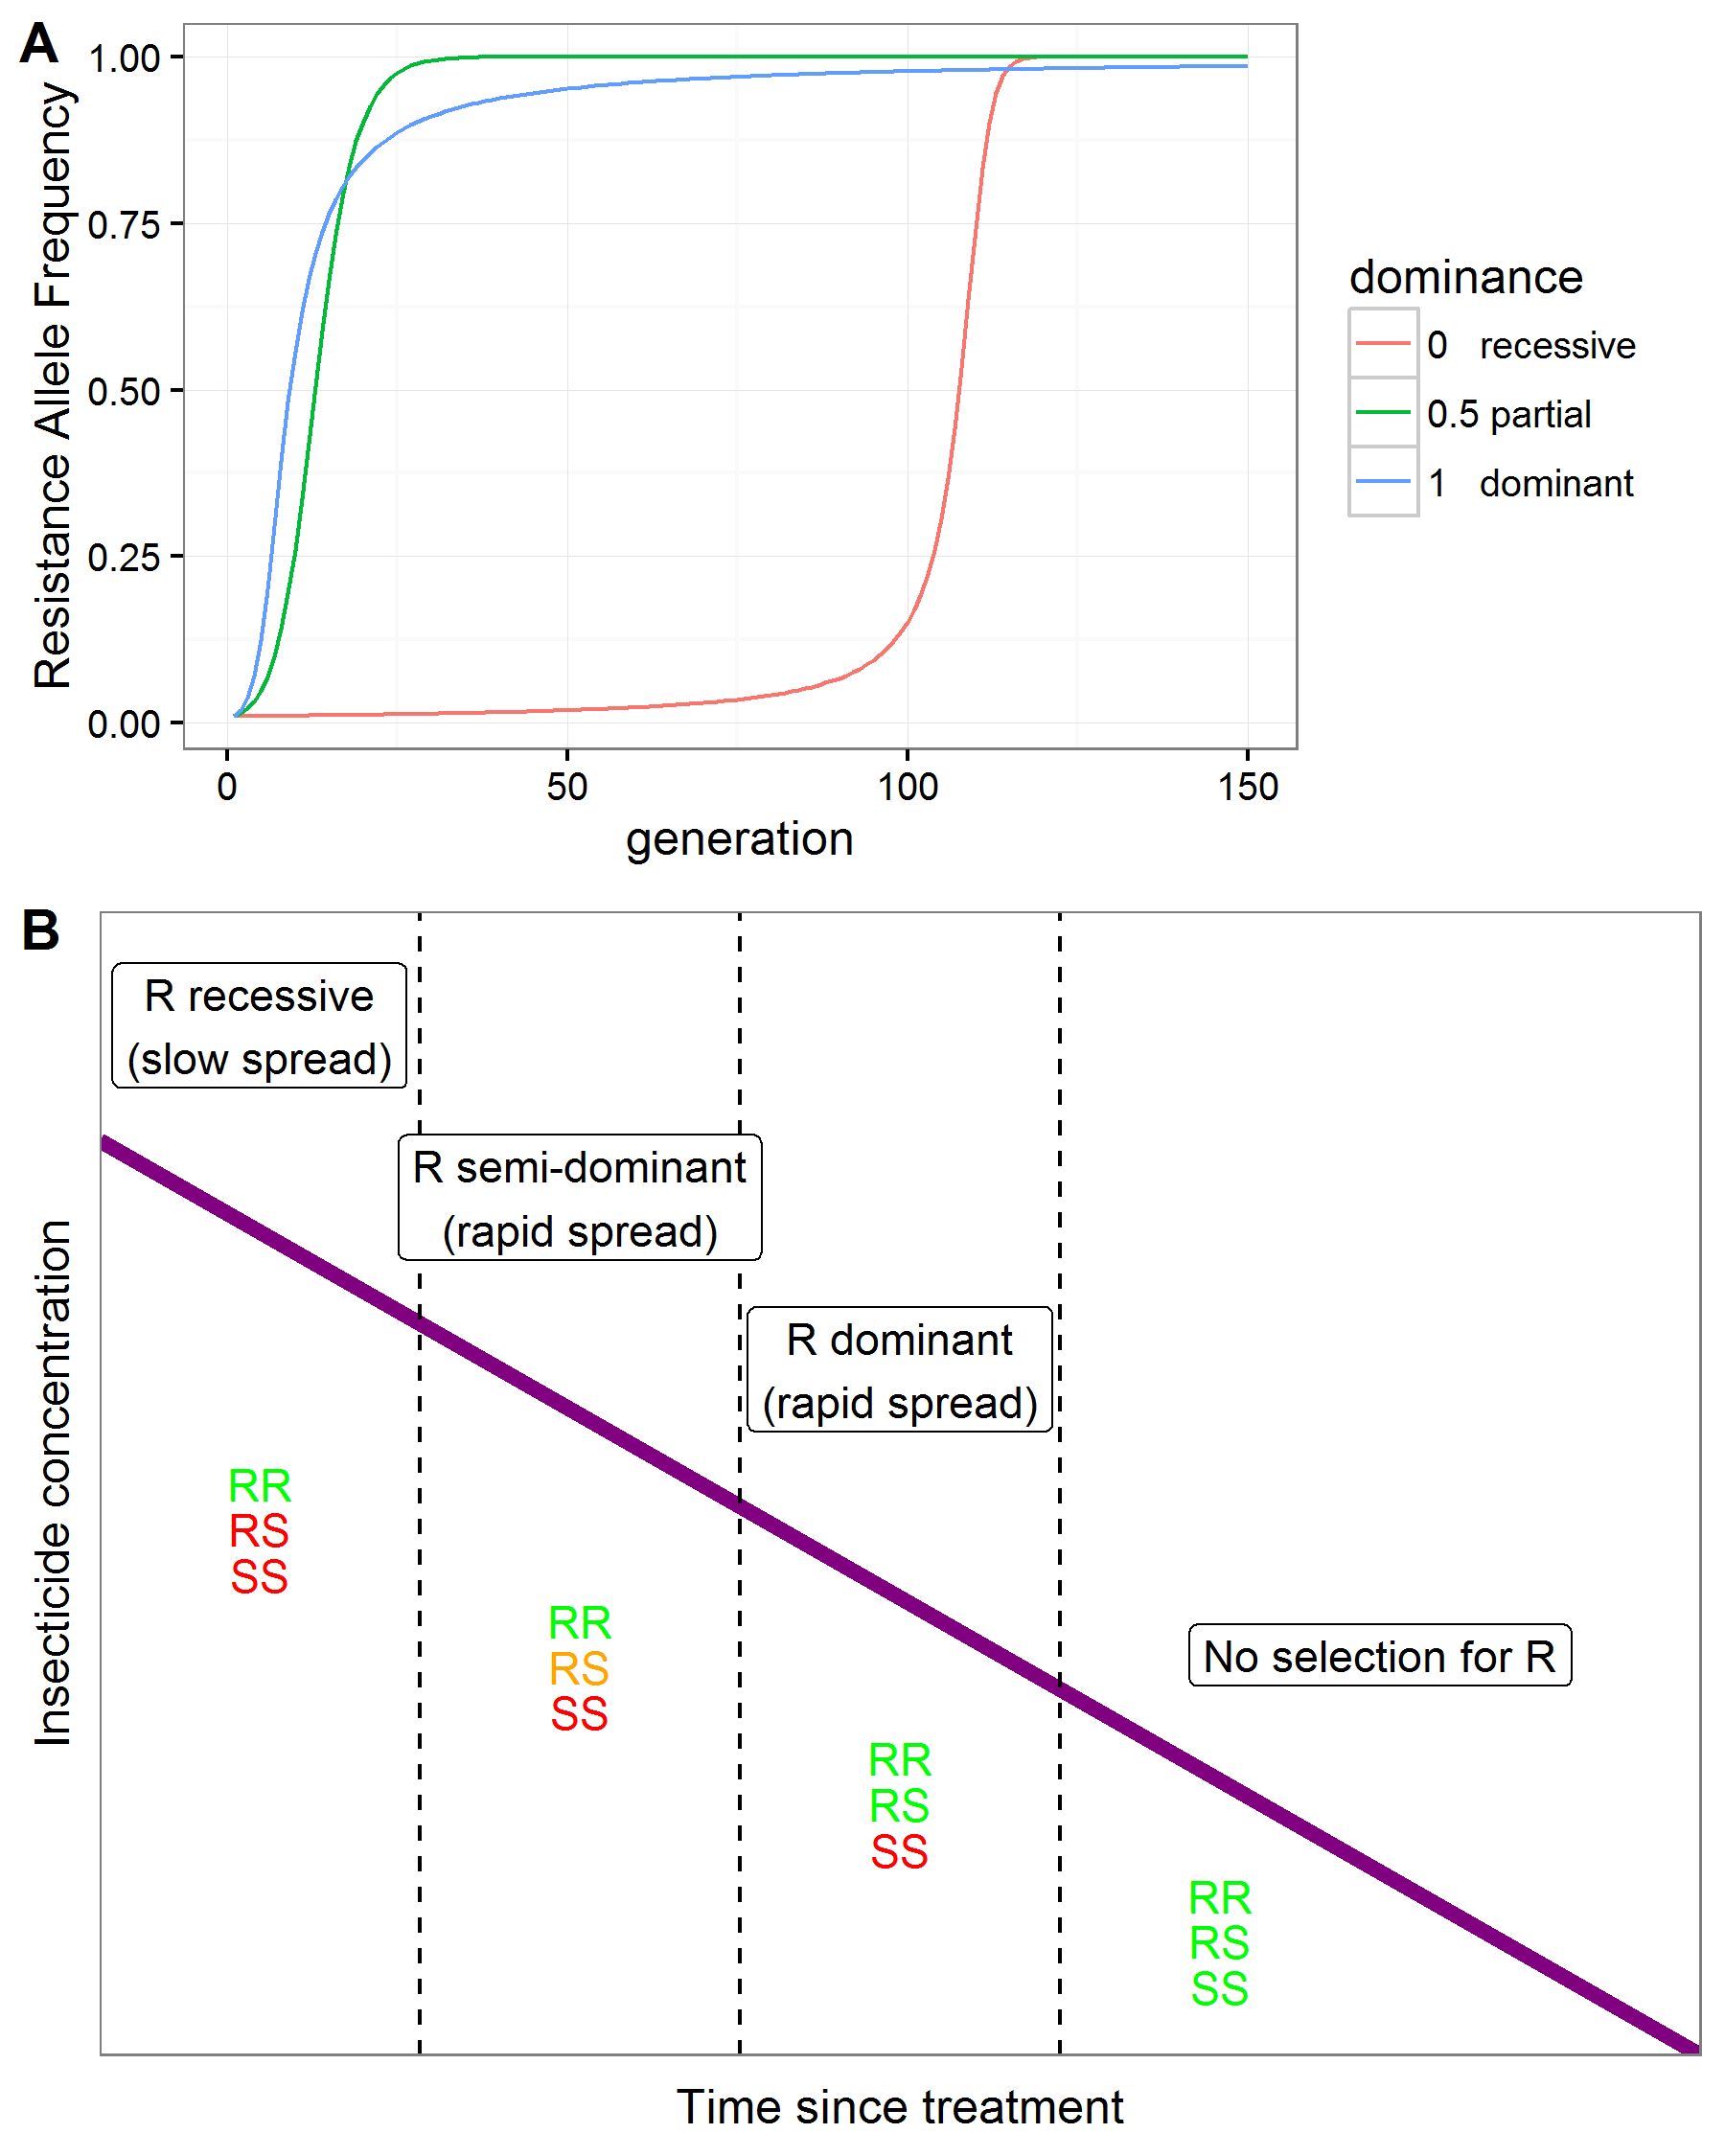 A
Resistance Allele Frequency
1.00
0.75
0.50
0.25
0.00
0
50
100
150
generation
dominance
0 recessive
0.5 partial
1 dominant
B
Insecticide concentration
R recessive
(slow spread)
R semi-dominant
(rapid spread)
R dominant
(rapid spread)
No selection for R
RR
RS
SS
RR
RS
SS
RR
RS
SS
RR
RS
SS
Time since treatment